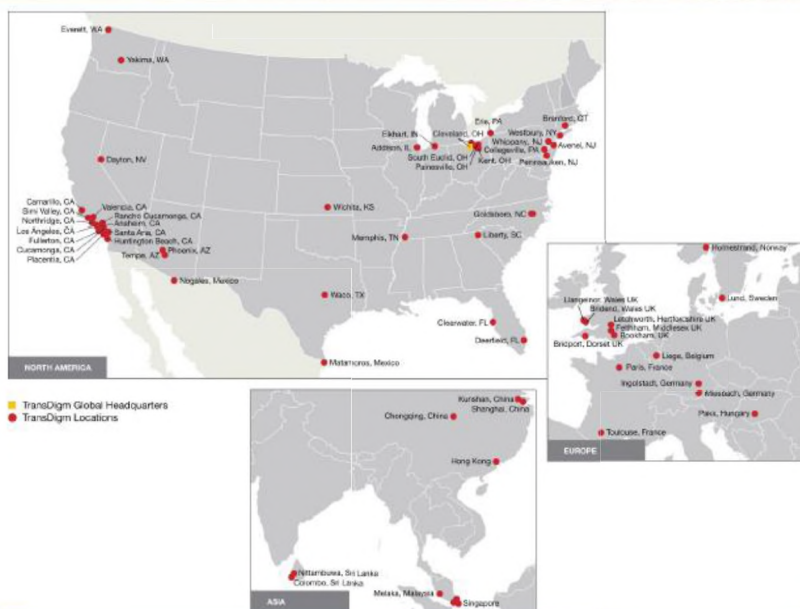 Everett, WA
Yakima, WA
Dayton, NV
Camarillo, CA
Simi Valley, CA
Northridge, CA
Los Angeles, CA
Fullerton, CA
Cucamonga, CA
Placentia, CA
Valencia, CA
Rancho Cucamonga, CA
Anaheim, CA
Santa Ana, CA
Huntington Beach, CA
Phoenix, AZ
Tempe, AZ
Nogales, Mexico
Wichita, KS
Memphis, TN
Waco, TX
Matamoros, Mexico
Elkhart, IN
Addison, IL
Cleveland, OH
South Euclid, OH
Painesville, OH
Kent, OH
Erie, PA
Branford, CT
Westbury, NY
Whippany, NJ
Collegeville, PA
Avenel, NJ
NJ
Goldsboro, NC
Liberty, SC
Clearwater, FL
Deerfield, FL
NORTH AMERICA
TransDigm Global Headquarters
TransDigm Locations
Kunshan, China
Shanghai, China
Chongqing, China
Hong Kong
Nittambuwa, Sri Lanka
Colombo, Sri Lanka
Melaka, Malaysia
Singapore
ASIA
Holmestrand, Norway
Lund, Sweden
Llangeinor, Wales UK
Bridgend, Wales UK
Letchworth, Hertfordshire UK
Feltham, Middlesex UK
Bosham, UK
Bridport, Dorset UK
Liege, Belgium
Paris, France
Ingolstadt, Germany
Miesbach, Germany
Hungary
Toulouse, France
EUROPE